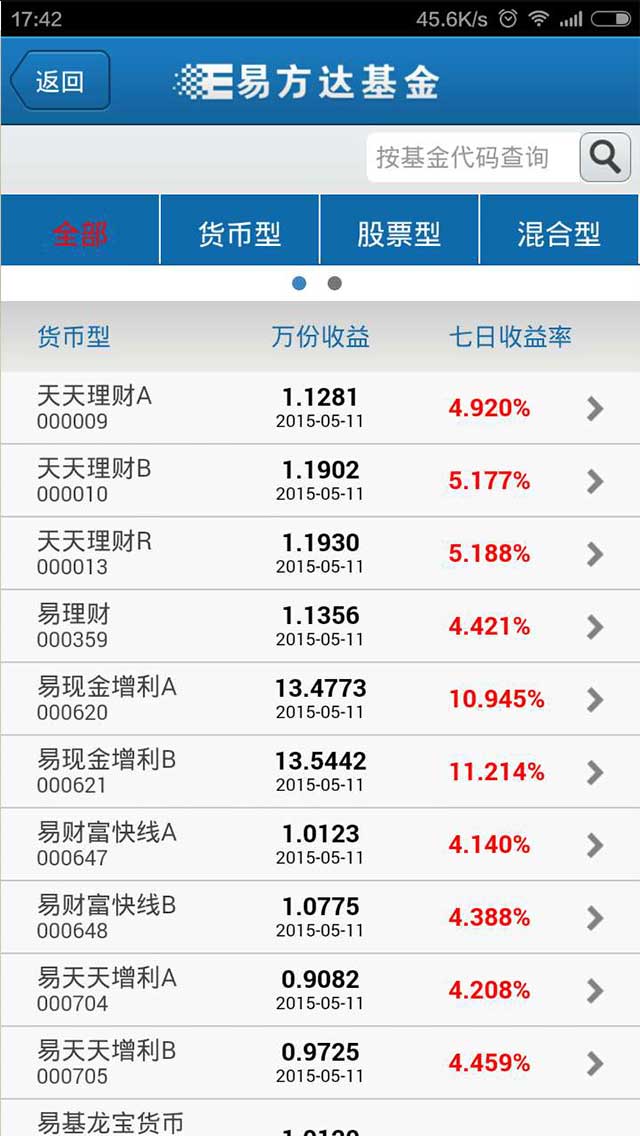 17:42 45.6K/s
返回 易方达基金
按基金代码查询
全部 货币型 股票型 混合型
货币型 万份收益 七日收益率
天天理财A 1.1281 4.920%
000009 2015-05-11
天天理财B 1.1902 5.177%
000010 2015-05-11
天天理财R 1.1930 5.188%
000013 2015-05-11
易理财 1.1356 4.421%
000359 2015-05-11
易现金增利A 13.4773 10.945%
000620 2015-05-11
易现金增利B 13.5442 11.214%
000621 2015-05-11
易财富快线A 1.0123 4.140%
000647 2015-05-11
易财富快线B 1.0775 4.388%
000648 2015-05-11
易天天增利A 0.9082 4.208%
000704 2015-05-11
易天天增利B 0.9725 4.459%
000705 2015-05-11
易基龙宝货币